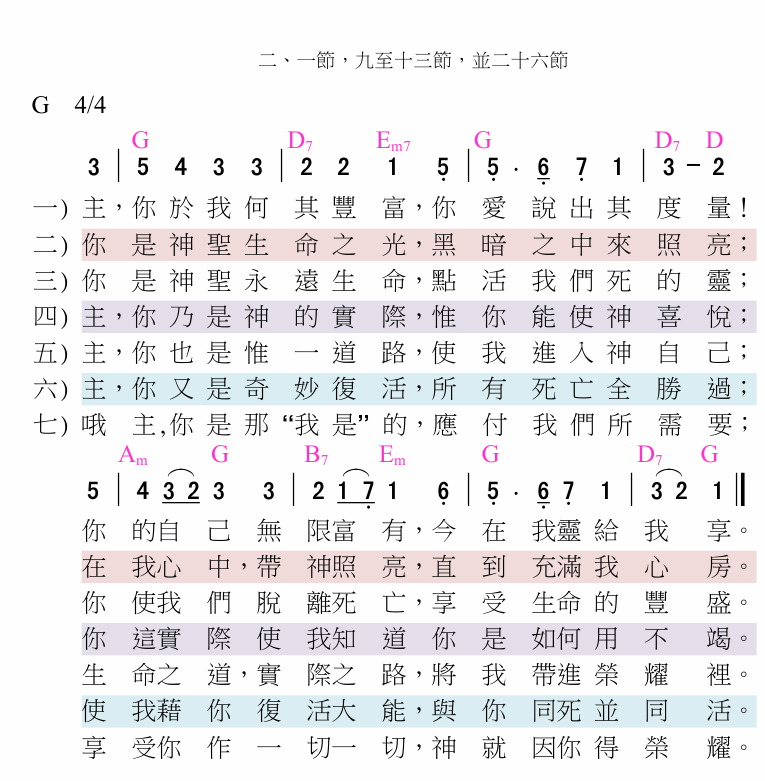 二、一節，九至十三節，並二十六節
G 4/4
G D7 Em7 G D7 D
3 | 5 4 3 3 | 2 2 1 5 | 5 . 6 7 1 | 3 – 2
一) 主，你於我何其豐富，你愛說出其度量！
二) 你是神聖生命之光，黑暗之中來照亮；
三) 你是神聖永遠生命，點活我們死的靈；
四) 主，你乃是神的實際，惟你能使神喜悅；
五) 主，你也是惟一道路，使我進入神自己；
六) 主，你又是奇妙復活，所有死亡全勝過；
七) 哦主,你是那“我是”的，應付我們所需要；
Am G B7 Em G D7 G
5 | 4 3 2 3 3 | 2 1 7 1 6 | 5 . 6 7 1 | 3 2 1 ||
你的自己無限富有，今在我靈給我享。
在我心中，帶神照亮，直到充滿我心房。
你使我們脫離死亡，享受生命的豐盛。
你這實際使我知道你是如何用不竭。
生命之道，實際之路，將我帶進榮耀裡。
使我藉你復活大能，與你同死並同活。
享受你作一切一切，神就因你得榮耀。